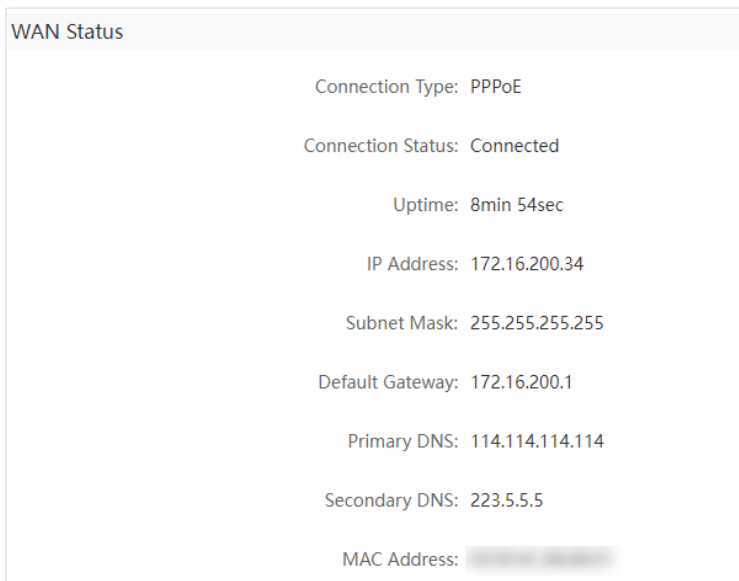 WAN Status
Connection Type: PPPoE
Connection Status: Connected
Uptime: 8min 54sec
IP Address: 172.16.200.34
Subnet Mask: 255.255.255.255
Default Gateway: 172.16.200.1
Primary DNS: 114.114.114.114
Secondary DNS: 223.5.5.5
MAC Address: